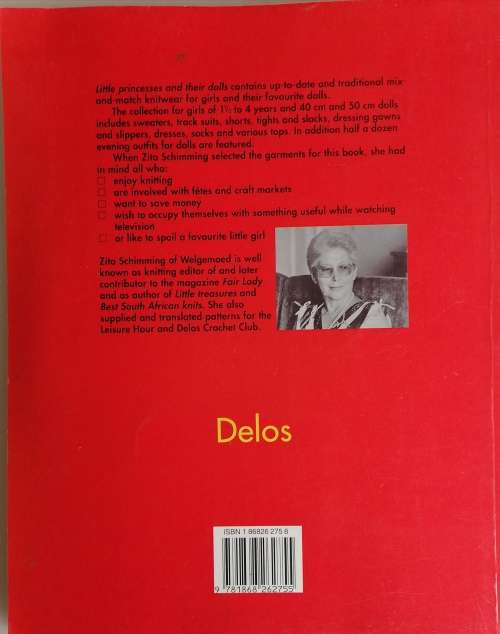 Little princesses and their dolls contains up-to-date and traditional mix-
and-match knitwear for girls and their favourite dolls.
The collection for girls of 1½ to 4 years and 40 cm and 50 cm dolls
includes sweaters, track suits, shorts, tights and slacks, dressing gowns
and slippers, dresses, socks and various tops. In addition half a dozen
evening outfits for dolls are featured.
When Zita Schimming selected the garments for this book, she had
in mind all who:
□ enjoy knitting
□ are involved with fêtes and craft markets
□ want to save money
□ wish to occupy themselves with something useful while watching
television
□ or like to spoil a favourite little girl
Zita Schimming of Welgemoed is well
known as knitting editor of and later
contributor to the magazine Fair Lady
and as author of Little treasures and
Best South African knits. She also
supplied and translated patterns for the
Leisure Hour and Delos Crochet Club.
Delos
ISBN 1 86826 275 8
9 781868 262755